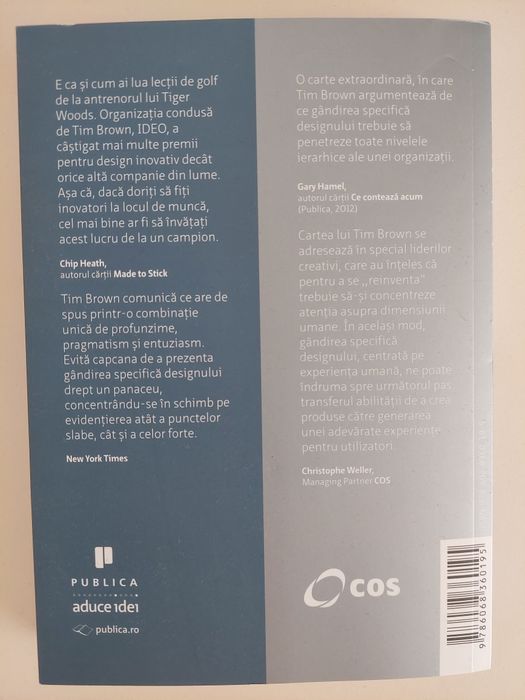 E ca și cum ai lua lecții de golf
de la antrenorul lui Tiger
Woods. Organizația condusă
de Tim Brown, IDEO, a
câștigat mai multe premii
pentru design inovativ decât
orice altă companie din lume.
Așa că, dacă doriți să fiți
inovatori la locul de muncă,
cel mai bine ar fi să învățați
acest lucru de la un campion.
Chip Heath,
autorul cărții Made to Stick
Tim Brown comunică ce are de
spus printr-o combinație
unică de profunzime,
pragmatism și entuziasm.
Evită capcana de a prezenta
gândirea specifică designului
drept un panaceu,
concentrându-se în schimb pe
evidențierea atât a punctelor
slabe, cât și a celor forte.
New York Times
PUBLICA
aduce idei
publica.ro
O carte extraordinară, în care
Tim Brown argumentează de
ce gândirea specifică
designului trebuie să
penetreze toate nivelele
ierarhice ale unei organizații.
Gary Hamel,
autorul cărții Ce contează acum
(Publica, 2012)
Cartea lui Tim Brown se
adresează în special liderilor
creativi, care au înțeles că
pentru a se „reinventa"
trebuie să-și concentreze
atenția asupra dimensiunii
umane. În același mod,
gândirea specifică
designului, centrată pe
experiența umană, ne poate
îndruma spre următorul pas
transferul abilității de a crea
produse către generarea
unei adevărate experiențe
pentru utilizatori.
Christophe Weller,
Managing Partner COS
COS
9 786068 360195